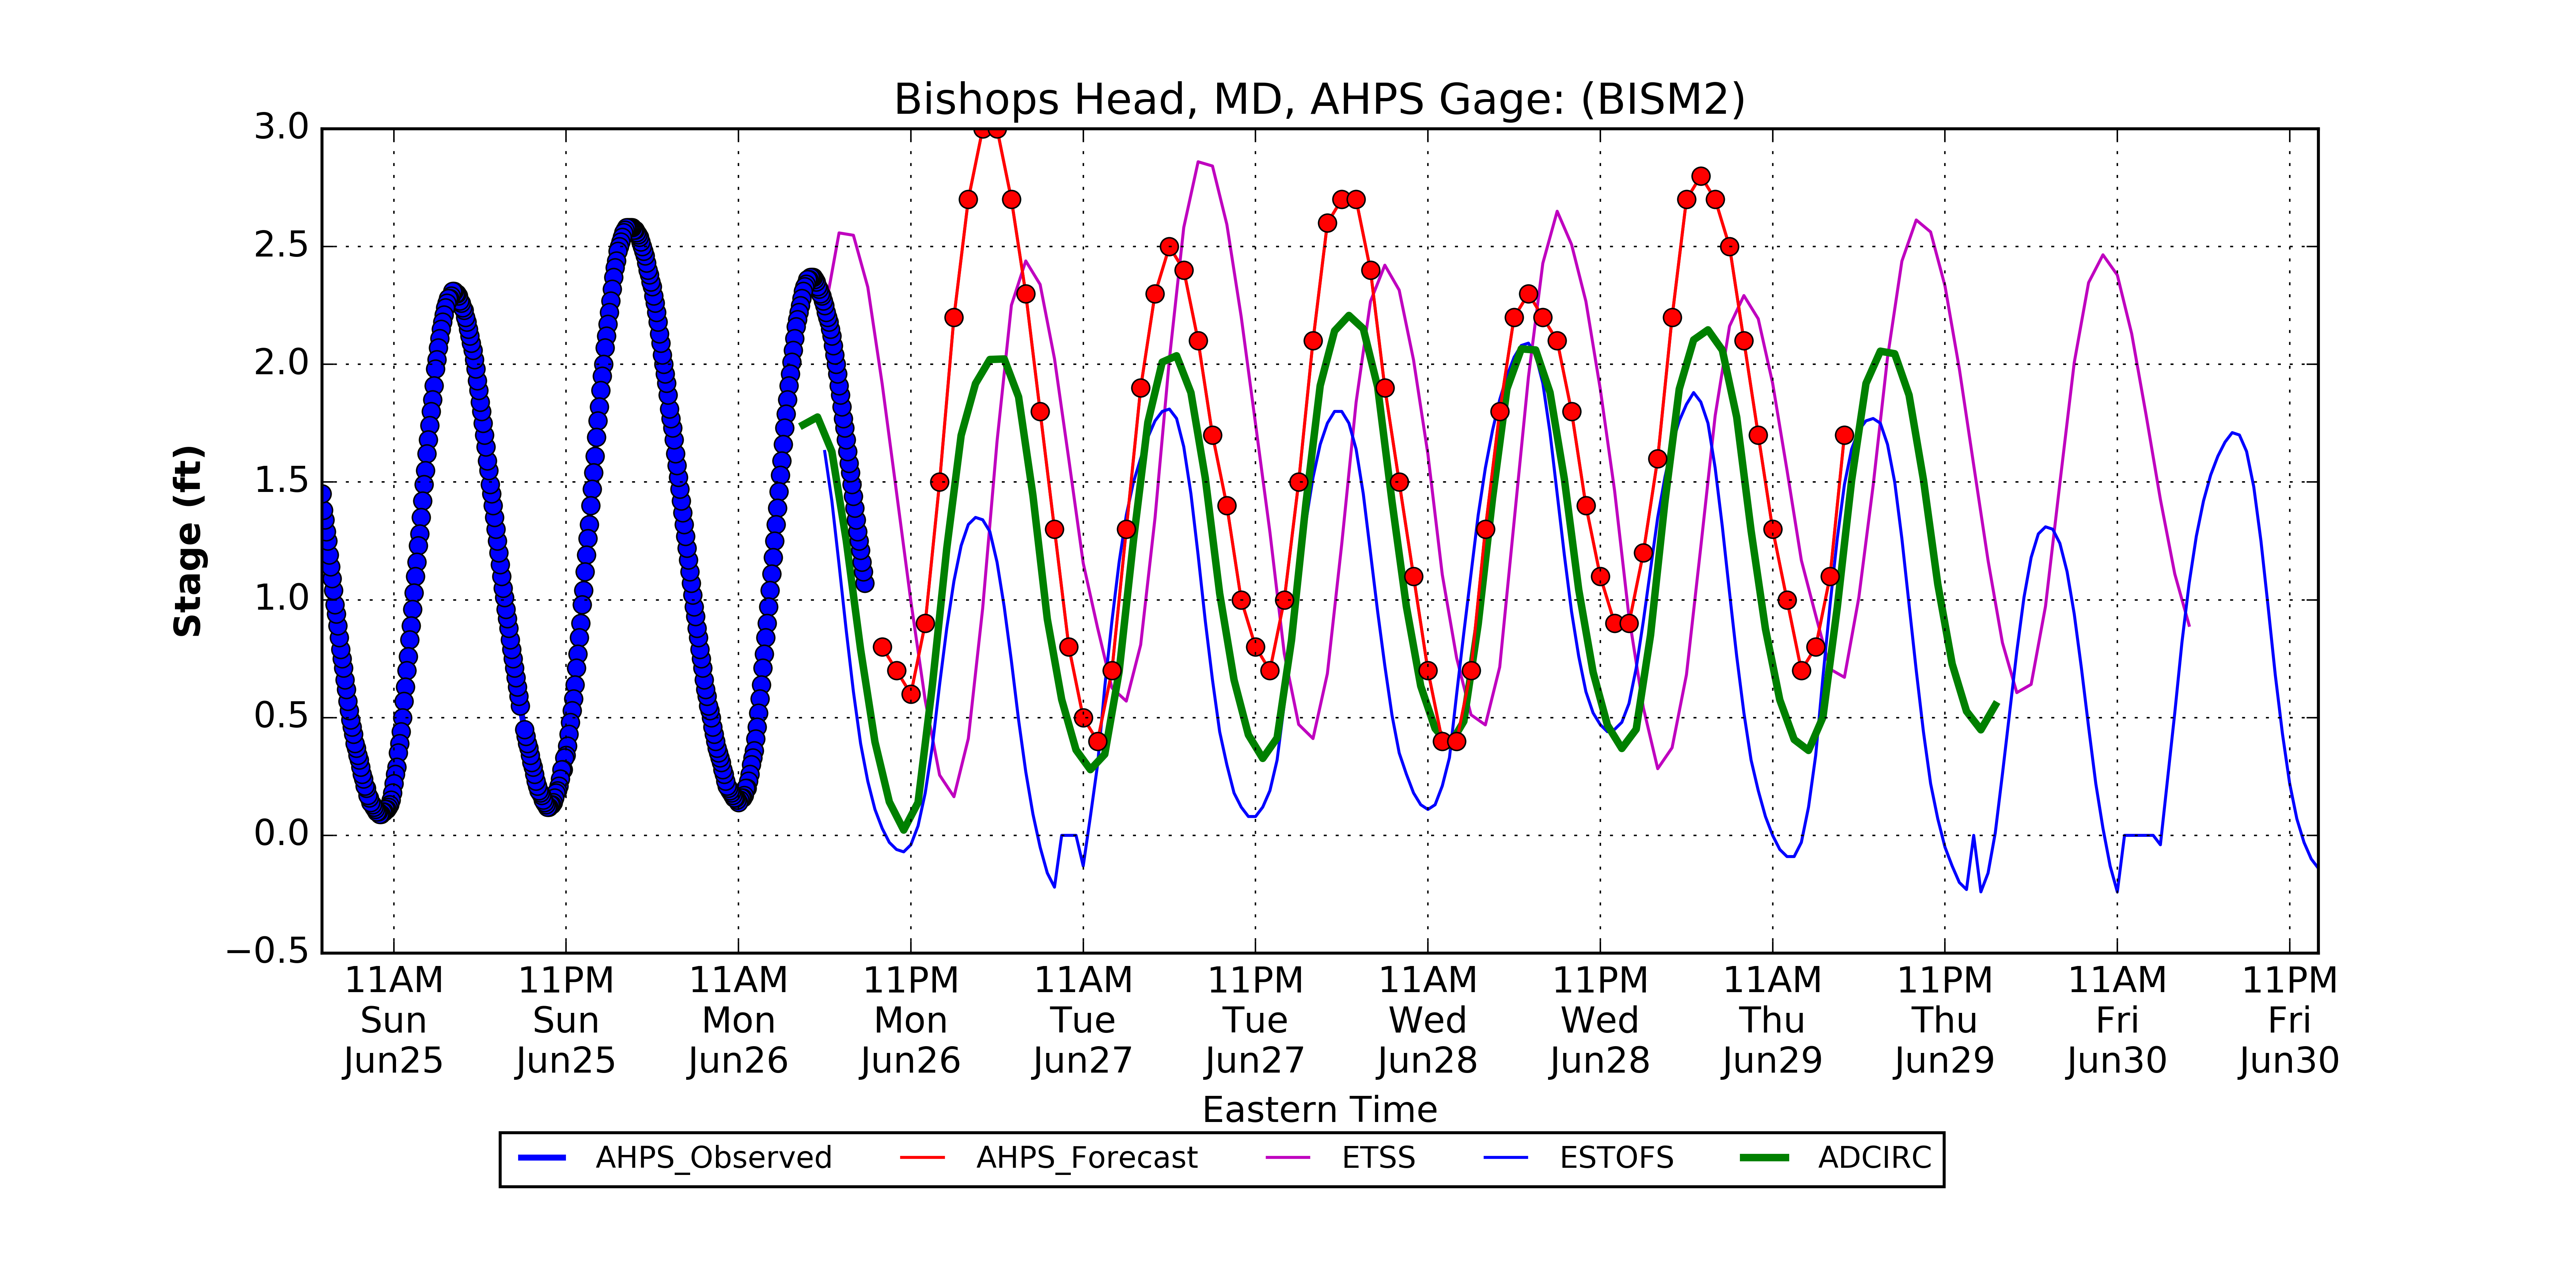 Bishops Head, MD, AHPS Gage: (BISM2)
3.0
2.5
2.0
1.5
1.0
0.5
0.0
−0.5
Stage (ft)
11AM 11PM 11AM 11PM 11AM 11PM 11AM 11PM 11AM 11PM 11AM 11PM
Sun Sun Mon Mon Tue Tue Wed Wed Thu Thu Fri Fri
Jun25 Jun25 Jun26 Jun26 Jun27 Jun27 Jun28 Jun28 Jun29 Jun29 Jun30 Jun30
Eastern Time
AHPS_Observed AHPS_Forecast ETSS ESTOFS ADCIRC